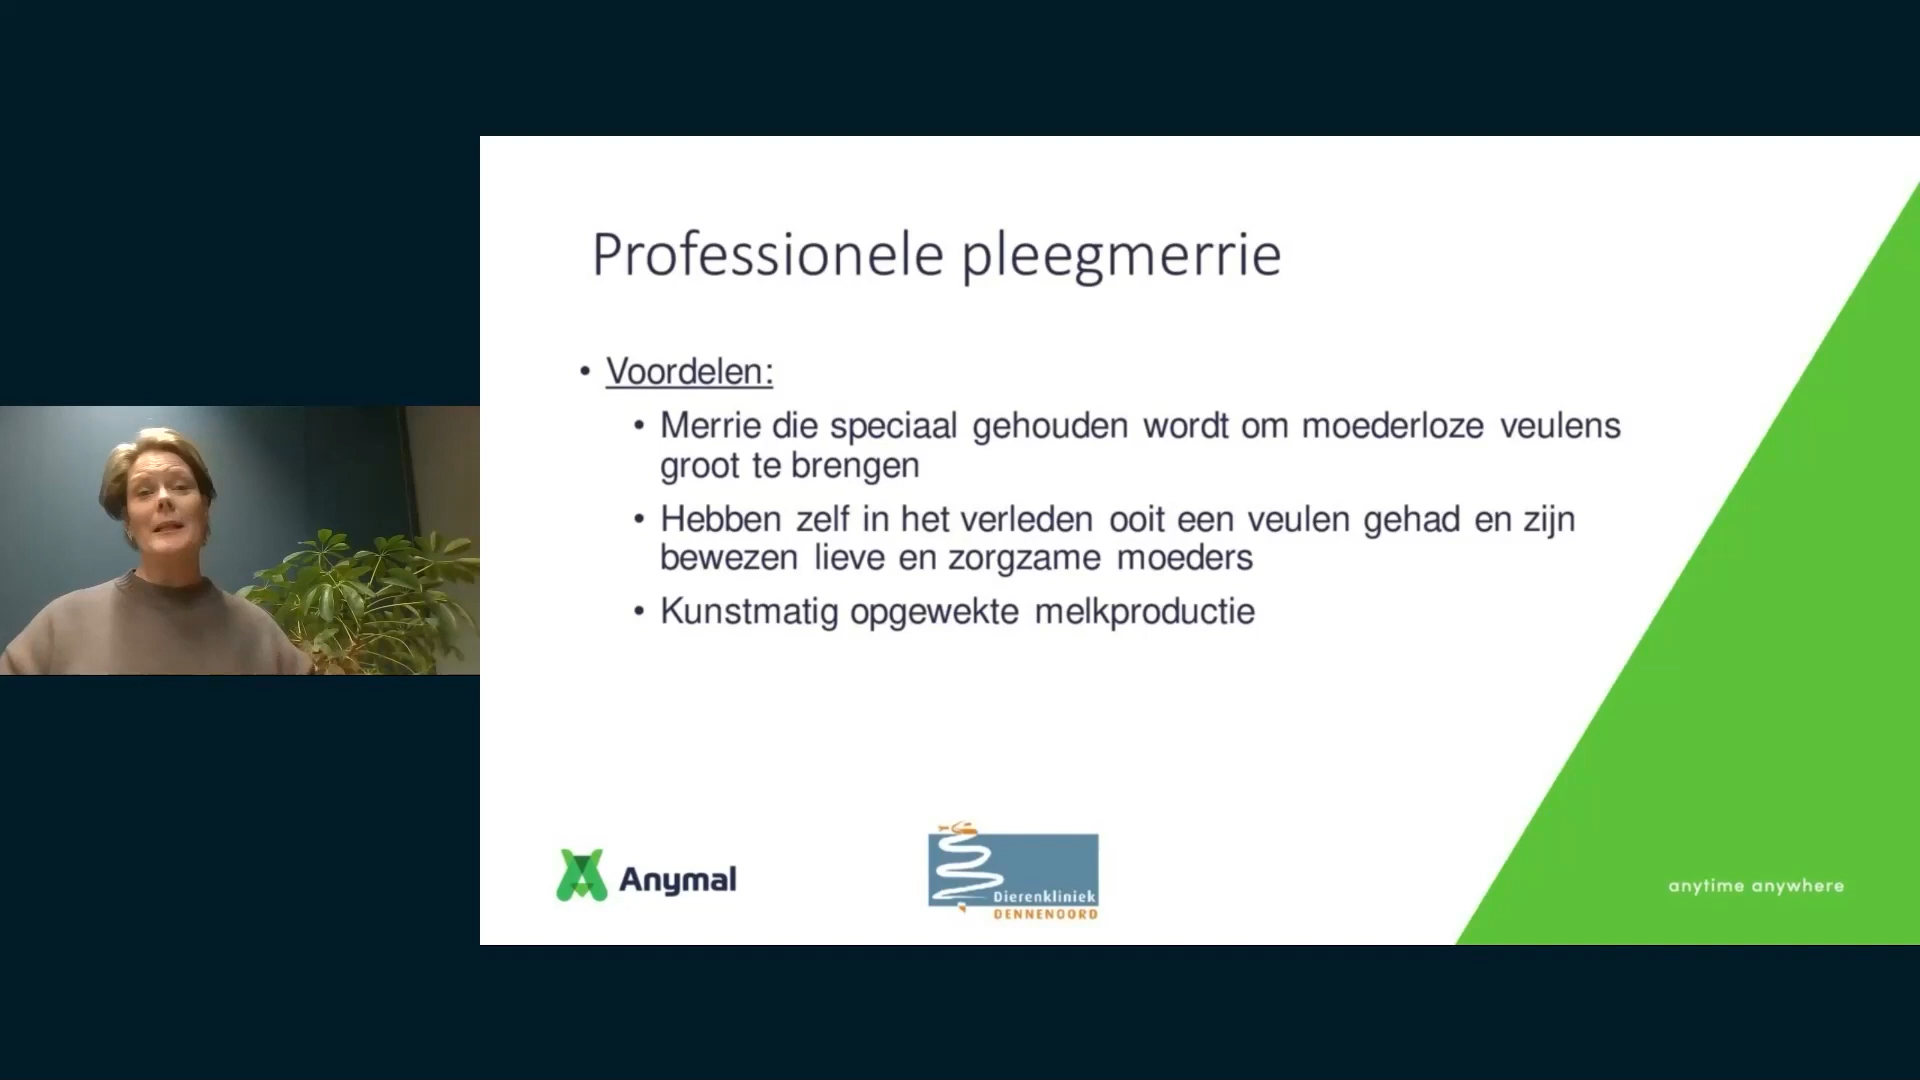 Professionele pleegmerrie
• Voordelen:
• Merrie die speciaal gehouden wordt om moederloze veulens
groot te brengen
• Hebben zelf in het verleden ooit een veulen gehad en zijn
bewezen lieve en zorgzame moeders
• Kunstmatig opgewekte melkproductie
Anymal
Dierenkliniek
DENNENOORD
anytime anywhere